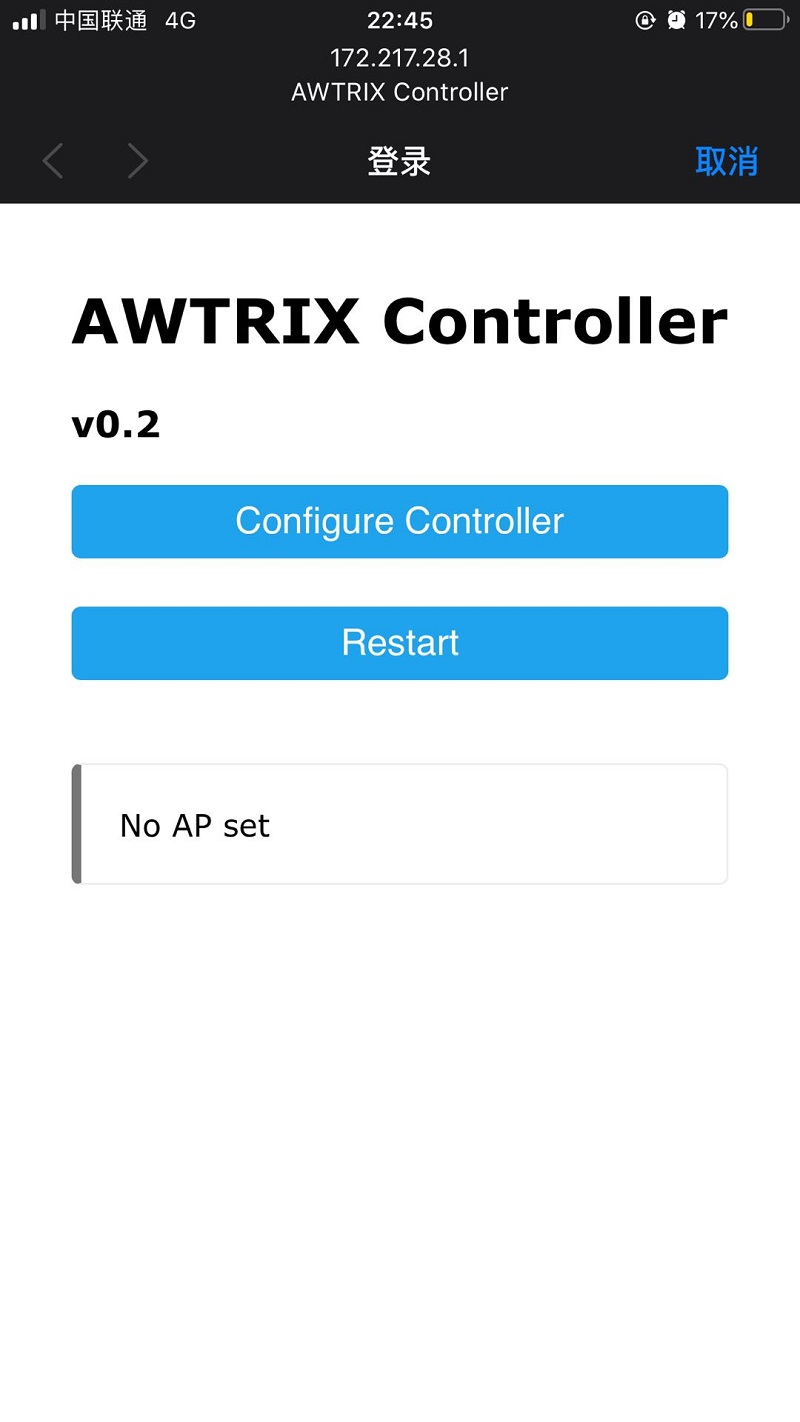 中国联通 4G 22:45 17%
172.217.28.1
AWTRIX Controller
登录 取消
AWTRIX Controller
v0.2
Configure Controller
Restart
No AP set